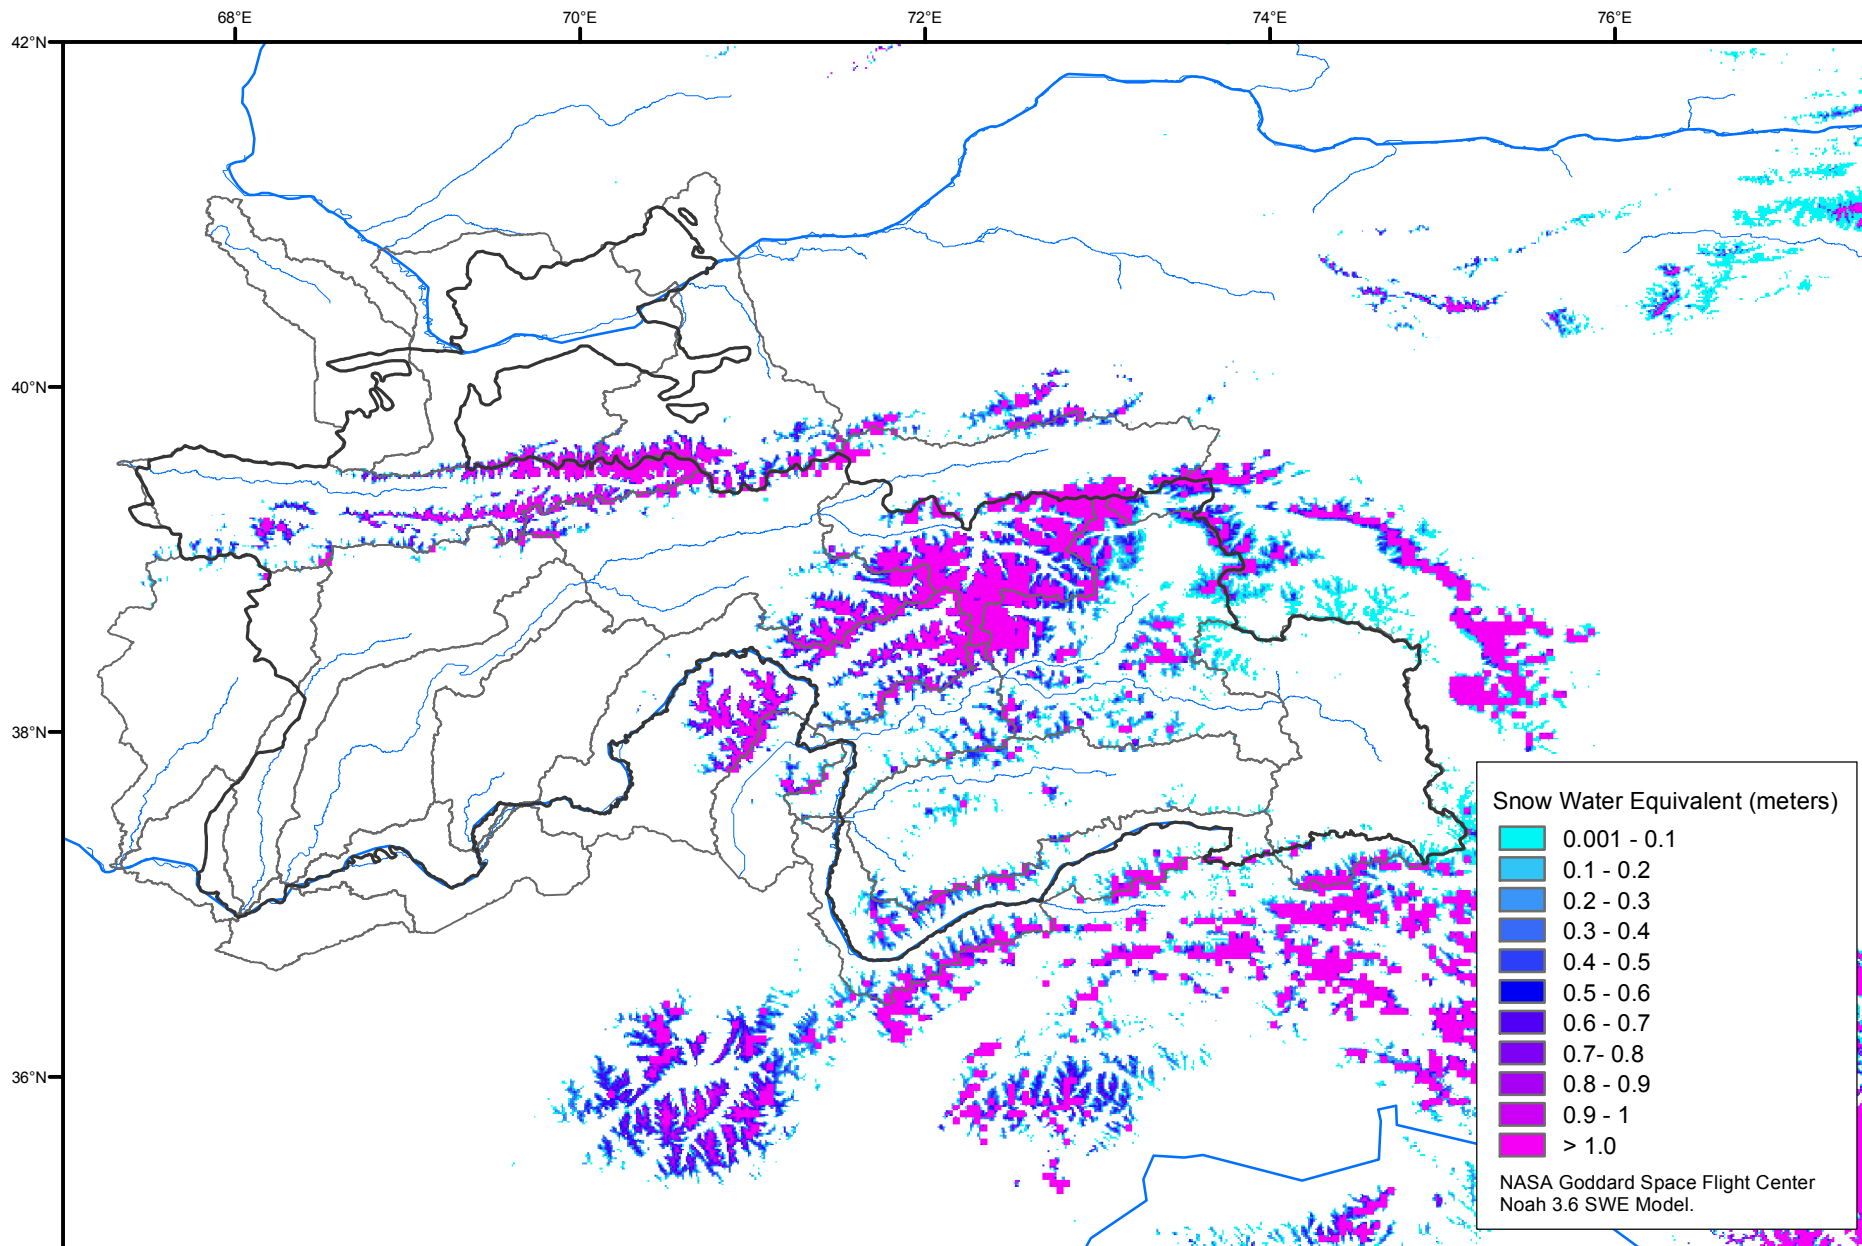 68°E 70°E 72°E 74°E 76°E
42°N
40°N
38°N
36°N
Snow Water Equivalent (meters)
0.001 - 0.1
0.1 - 0.2
0.2 - 0.3
0.3 - 0.4
0.4 - 0.5
0.5 - 0.6
0.6 - 0.7
0.7- 0.8
0.8 - 0.9
0.9 - 1
> 1.0
NASA Goddard Space Flight Center
Noah 3.6 SWE Model.